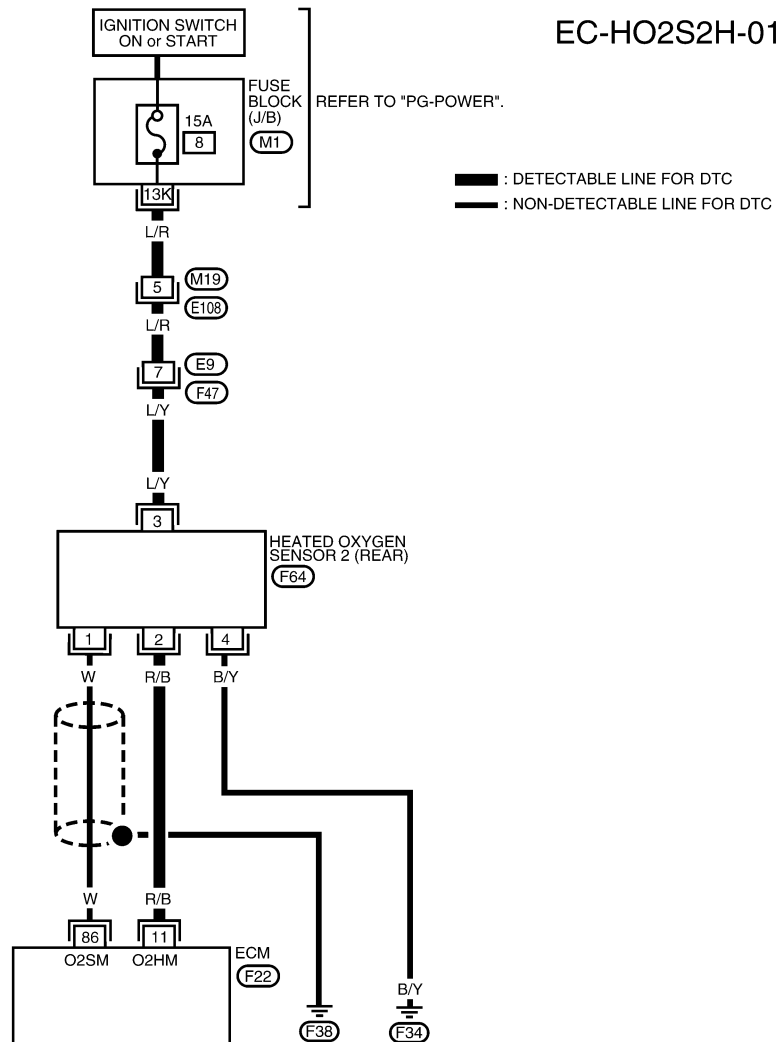 EC-HO2S2H-01
IGNITION SWITCH
ON or START
FUSE
BLOCK
(J/B)
M1
REFER TO "PG-POWER".
15A
8
13K
: DETECTABLE LINE FOR DTC
: NON-DETECTABLE LINE FOR DTC
L/R
5
M19
E108
L/R
7
E9
F47
L/Y
L/Y
3
HEATED OXYGEN
SENSOR 2 (REAR)
F64
1
2
4
W
R/B
B/Y
W
R/B
86
11
O2SM
O2HM
ECM
F22
B/Y
F38
F34